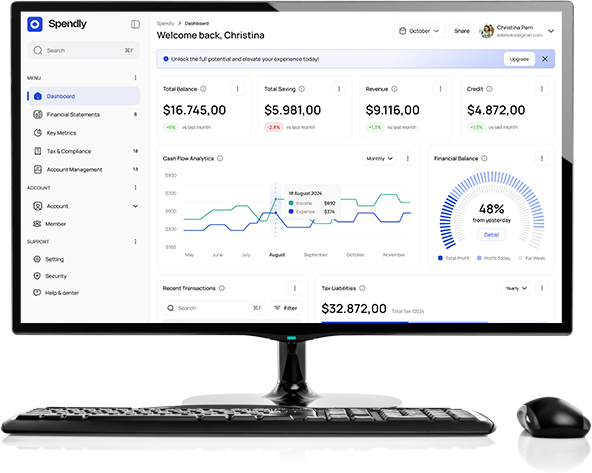 Spendly
Search
⌘F
MENU
Dashboard
Financial Statements 8
Key Metrics
Tax & Compliance 18
Account Management 13
ACCOUNT
Account
Member
SUPPORT
Setting
Security
Help & center
Spendly > Dashboard
Welcome back, Christina
October
Share
Christina Perri
Unlock the full potential and elevate your experience today!
Upgrade
Total Balance
$16.745,00
+6% vs last month
Total Saving
$5.981,00
-2,8% vs last month
Revenue
$9.116,00
+1,3% vs last month
Credit
$4.872,00
+1,3% vs last month
Cash Flow Analytics
Monthly
$900
$700
$500
$300
$100
18 August 2024
Income $692
Expense $374
May June July August September October November
Financial Balance
48%
from yesterday
Detail
Total Profit Profit Today For Week
Recent Transactions
Search ⌘F
Filter
Tax Liabilities
Yearly
$32.872,00 Total Tax /2024